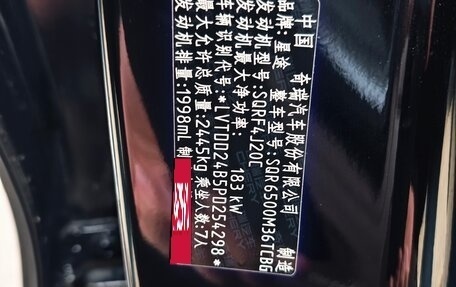 中国 奇瑞汽车股份有限公司 制造
品牌:星途 整车型号:SQR6500M36TCBG
发动机型号:SQRF4J20C
发动机最大净功率: 183 kW
车辆识别代号:*LVTDD24B5PD254298*
最大允许总质量:2445kg 乘坐人数:7人
发动机排量:1998mL 制